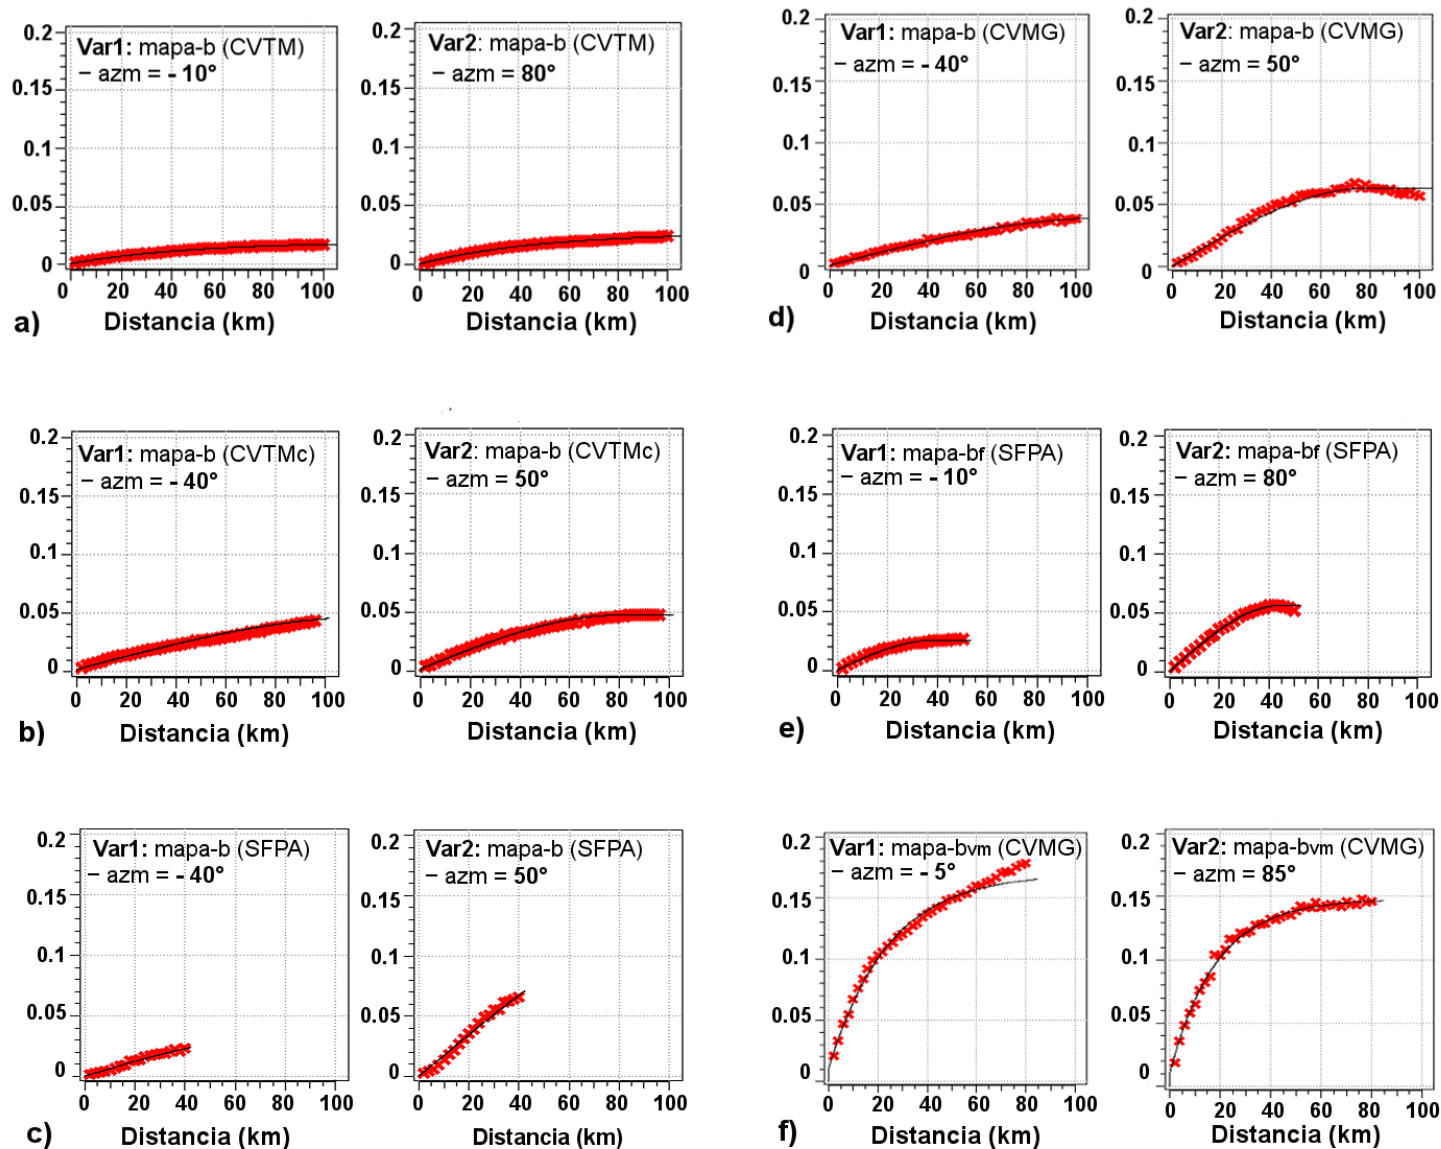 Var1: mapa-b (CVTM)
– azm = - 10°
0.2
0.15
0.1
0.05
0
0 20 40 60 80 100
Distancia (km)
a)
Var2: mapa-b (CVTM)
– azm = 80°
0.2
0.15
0.1
0.05
0
0 20 40 60 80 100
Distancia (km)
Var1: mapa-b (CVMG)
– azm = - 40°
0.2
0.15
0.1
0.05
0
0 20 40 60 80 100
Distancia (km)
d)
Var2: mapa-b (CVMG)
– azm = 50°
0.2
0.15
0.1
0.05
0
0 20 40 60 80 100
Distancia (km)
Var1: mapa-b (CVTMc)
– azm = - 40°
0.2
0.15
0.1
0.05
0
0 20 40 60 80 100
Distancia (km)
b)
Var2: mapa-b (CVTMc)
– azm = 50°
0.2
0.15
0.1
0.05
0
0 20 40 60 80 100
Distancia (km)
Var1: mapa-bf (SFPA)
– azm = - 10°
0.2
0.15
0.1
0.05
0
0 20 40 60 80 100
Distancia (km)
e)
Var2: mapa-bf (SFPA)
– azm = 80°
0.2
0.15
0.1
0.05
0
0 20 40 60 80 100
Distancia (km)
Var1: mapa-b (SFPA)
– azm = - 40°
0.2
0.15
0.1
0.05
0
0 20 40 60 80 100
Distancia (km)
c)
Var2: mapa-b (SFPA)
– azm = 50°
0.2
0.15
0.1
0.05
0
0 20 40 60 80 100
Distancia (km)
Var1: mapa-bvm (CVMG)
– azm = - 5°
0.2
0.15
0.1
0.05
0
0 20 40 60 80 100
Distancia (km)
f)
Var2: mapa-bvm (CVMG)
– azm = 85°
0.2
0.15
0.1
0.05
0
0 20 40 60 80 100
Distancia (km)